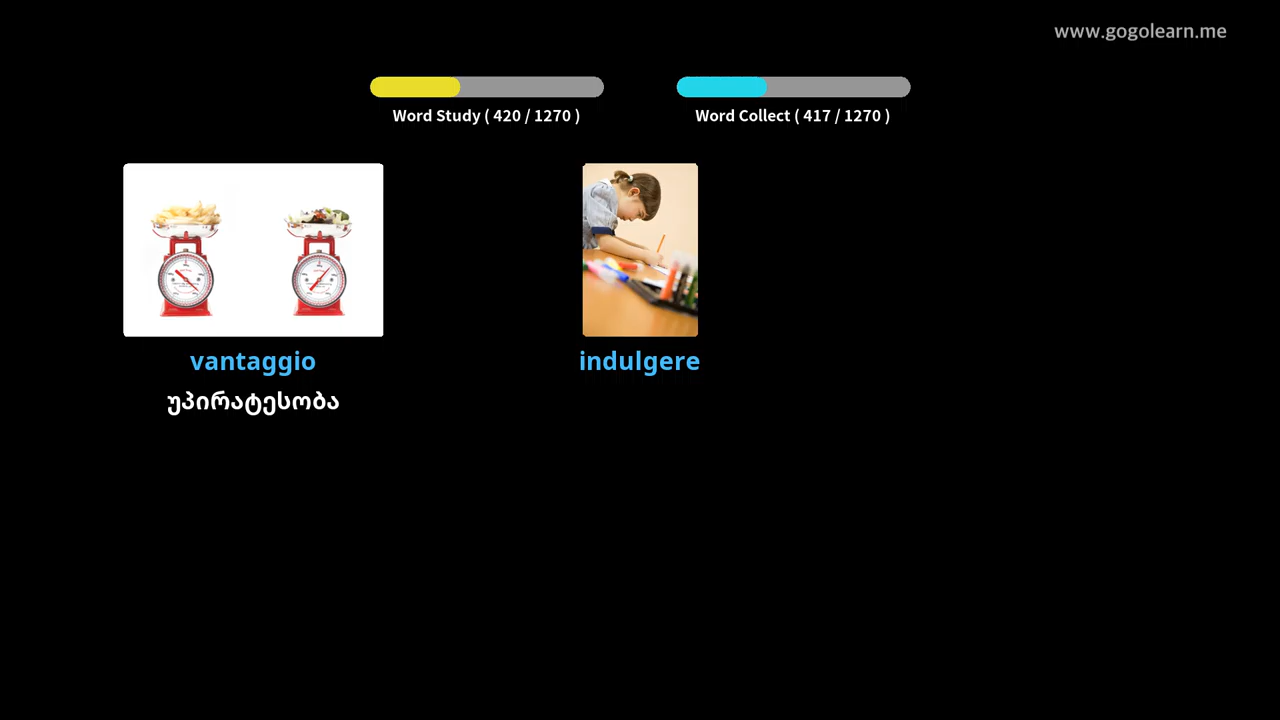 www.gogolearn.me
Word Study ( 420 / 1270 )
Word Collect ( 417 / 1270 )
vantaggio
indulgere
უპირატესობა